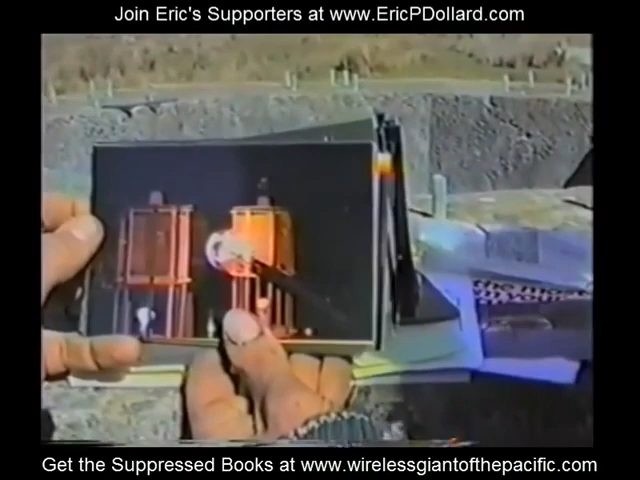 Join Eric's Supporters at www.EricPDollard.com
Get the Suppressed Books at www.wirelessgiantofthepacific.com